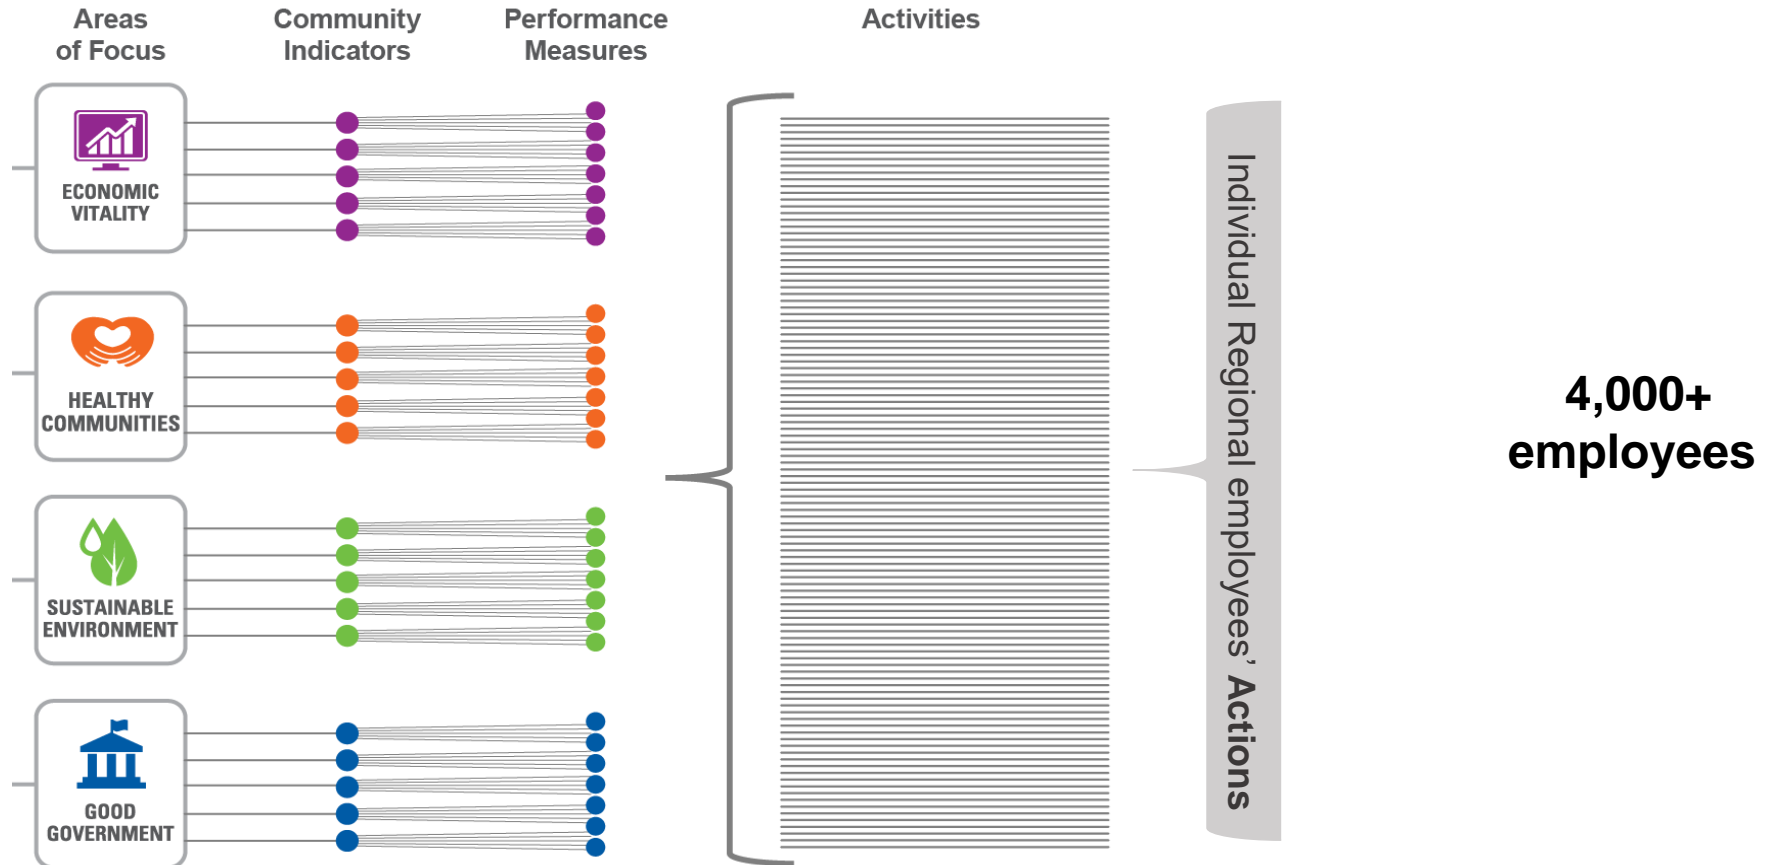 Areas
of Focus
Community
Indicators
Performance
Measures
Activities
ECONOMIC
VITALITY
HEALTHY
COMMUNITIES
SUSTAINABLE
ENVIRONMENT
GOOD
GOVERNMENT
Individual Regional employees’ Actions
4,000+
employees